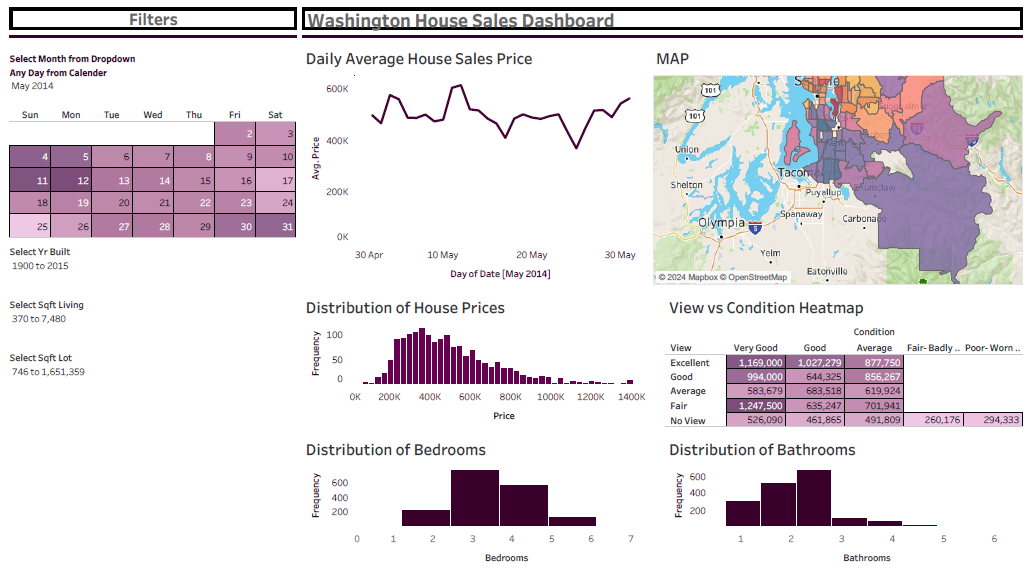 Filters
Washington House Sales Dashboard
Select Month from Dropdown
Any Day from Calender
May 2014
Sun Mon Tue Wed Thu Fri Sat
2 3
4 5 6 7 8 9 10
11 12 13 14 15 16 17
18 19 20 21 22 23 24
25 26 27 28 29 30 31
Select Yr Built
1900 to 2015
Select Sqft Living
370 to 7,480
Select Sqft Lot
746 to 1,651,359
Daily Average House Sales Price
Avg. Price
600K
400K
200K
0K
30 Apr 10 May 20 May 30 May
Day of Date [May 2014]
MAP
101
101
Union
Shelton
Olympia
5
Puyallup
Spanaway
Carbonado
Yelm
Eatonville
© 2024 Mapbox © OpenStreetMap
Distribution of House Prices
Frequency
100
50
0
0K 200K 400K 600K 800K 1000K 1200K 1400K
Price
View vs Condition Heatmap
Condition
View Very Good Good Average Fair- Badly .. Poor- Worn ..
Excellent 1,169,000 1,027,279 877,750
Good 994,000 644,325 856,267
Average 583,679 683,518 619,924
Fair 1,247,500 635,247 701,941
No View 526,090 461,865 491,809 260,176 294,333
Distribution of Bedrooms
Frequency
600
400
200
0 1 2 3 4 5 6 7
Bedrooms
Distribution of Bathrooms
Frequency
600
400
200
1 2 3 4 5 6
Bathrooms